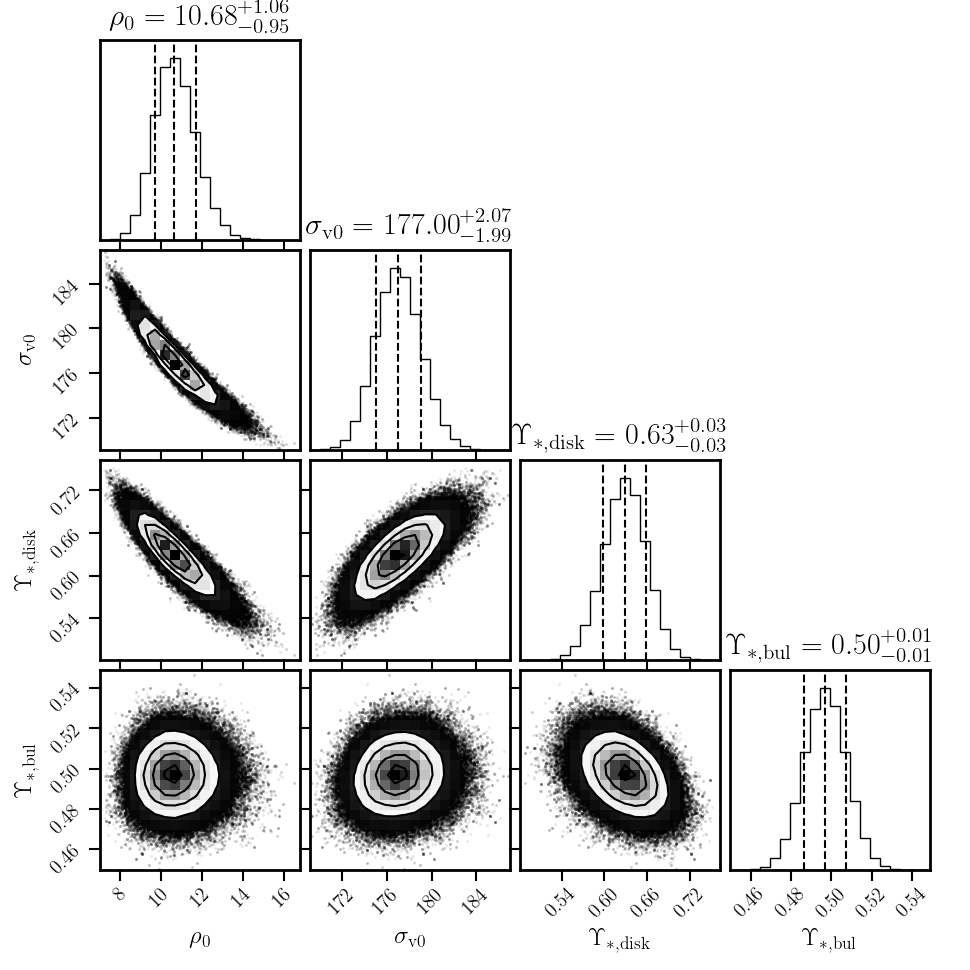 ρ₀ = 10.68⁺¹·⁰⁶₋₀.₉₅
σᵥ₀ = 177.00⁺²·⁰⁷₋₁.₉₉
184
180
176
172
σᵥ₀
Υ∗,disk = 0.63⁺⁰·⁰³₋₀.₀₃
0.72
0.66
0.60
0.54
Υ∗,disk
Υ∗,bul = 0.50⁺⁰·⁰¹₋₀.₀₁
0.54
0.52
0.50
0.48
0.46
Υ∗,bul
8 10 12 14 16
172 176 180 184
0.54 0.60 0.66 0.72
0.46 0.48 0.50 0.52 0.54
ρ₀
σᵥ₀
Υ∗,disk
Υ∗,bul